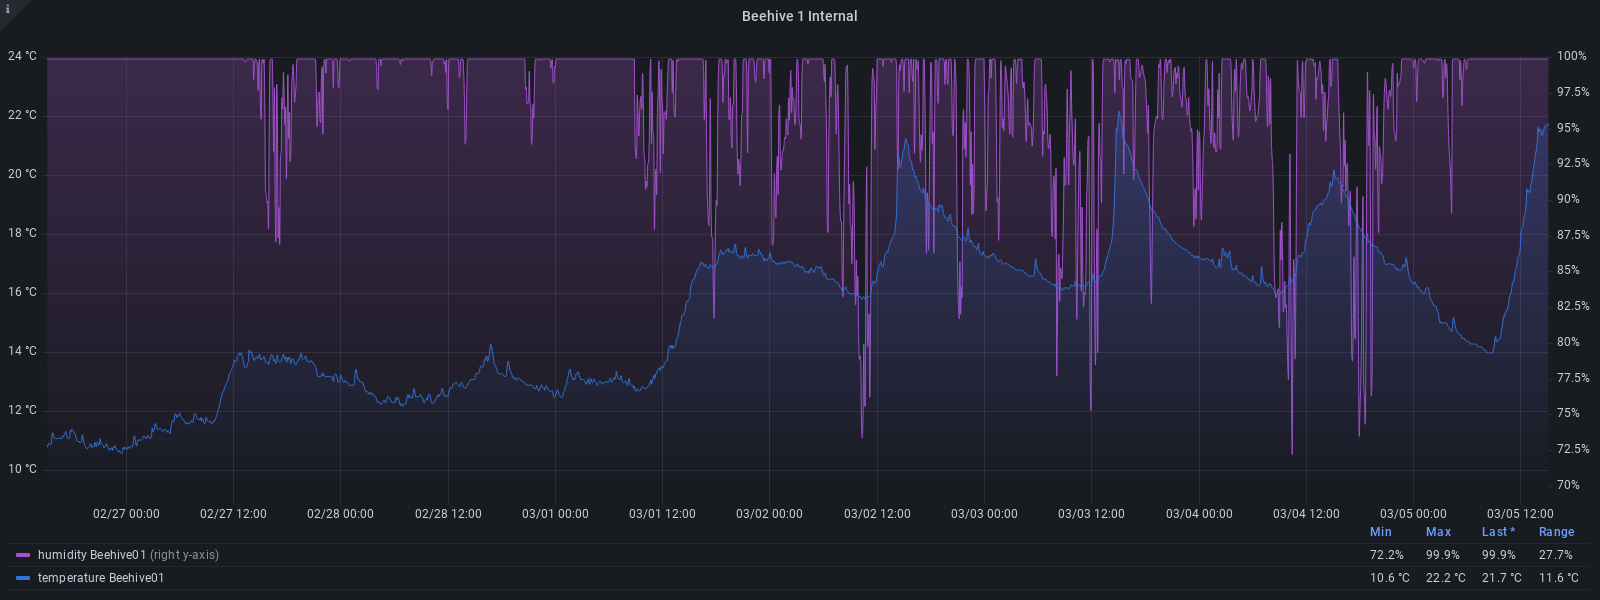 i
Beehive 1 Internal
24 °C 100%
22 °C 97.5%
20 °C 95%
18 °C 92.5%
16 °C 90%
14 °C 87.5%
12 °C 85%
10 °C 82.5%
80%
77.5%
75%
72.5%
70%
02/27 00:00 02/27 12:00 02/28 00:00 02/28 12:00 03/01 00:00 03/01 12:00 03/02 00:00 03/02 12:00 03/03 00:00 03/03 12:00 03/04 00:00 03/04 12:00 03/05 00:00 03/05 12:00
Min Max Last * Range
humidity Beehive01 (right y-axis) 72.2% 99.9% 99.9% 27.7%
temperature Beehive01 10.6 °C 22.2 °C 21.7 °C 11.6 °C